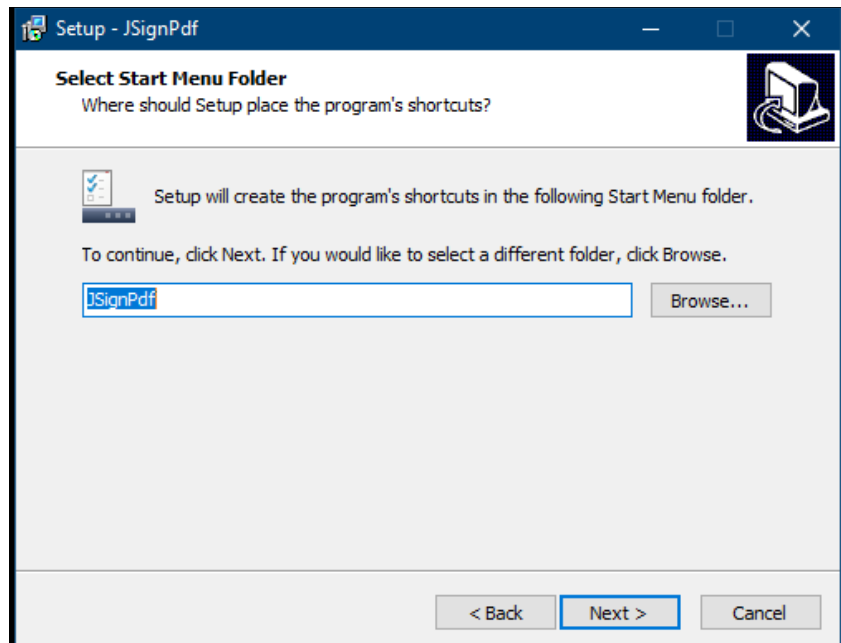 Setup - JSignPdf
Select Start Menu Folder
Where should Setup place the program's shortcuts?
Setup will create the program's shortcuts in the following Start Menu folder.
To continue, click Next. If you would like to select a different folder, click Browse.
JSignPdf
Browse...
< Back
Next >
Cancel